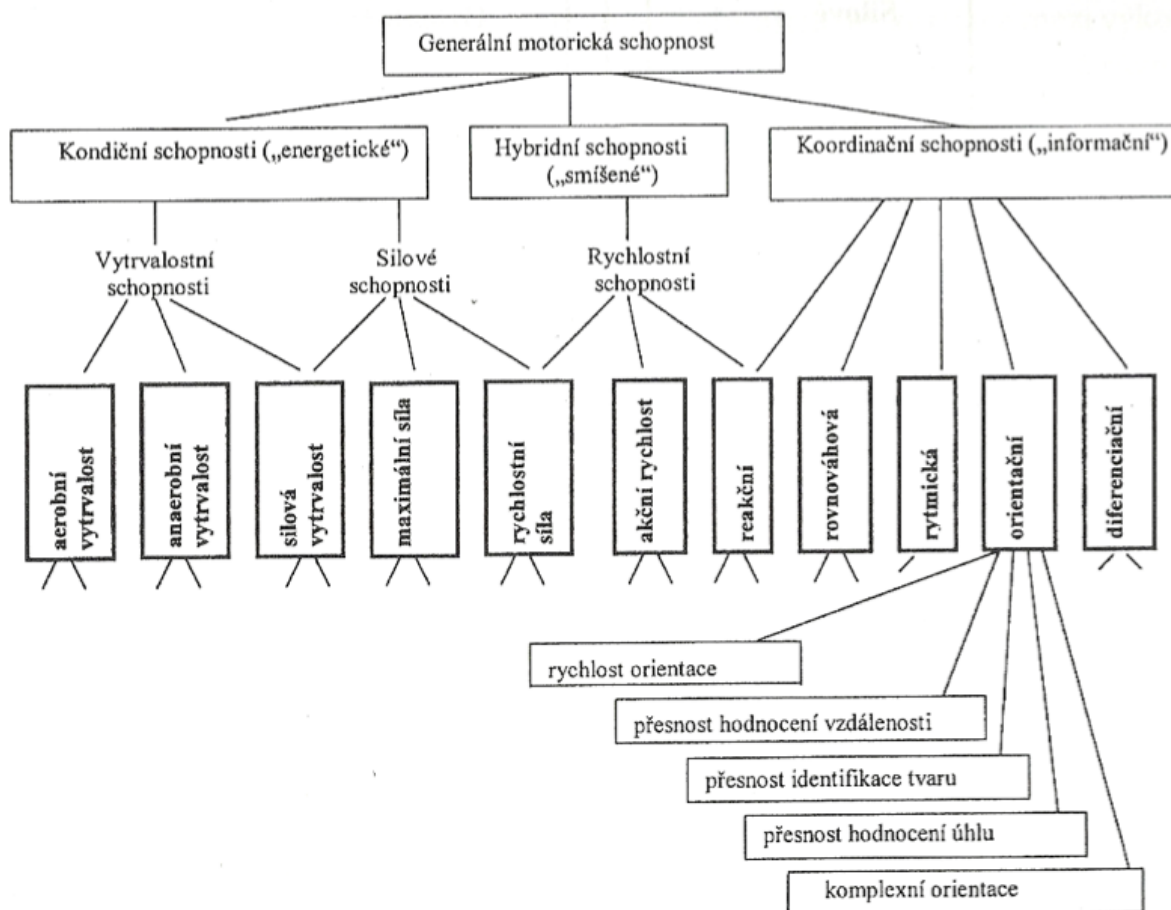 Generální motorická schopnost
Kondiční schopnosti („energetické“)
Hybridní schopnosti
(„smíšené“)
Koordinační schopnosti („informační“)
Vytrvalostní
schopnosti
Silové
schopnosti
Rychlostní
schopnosti
aerobní
vytrvalost
anaerobní
vytrvalost
silová
vytrvalost
maximální síla
rychlostní
síla
akční rychlost
reakční
rovnováhová
rytmická
orientační
diferenciační
rychlost orientace
přesnost hodnocení vzdálenosti
přesnost identifikace tvaru
přesnost hodnocení úhlu
komplexní orientace